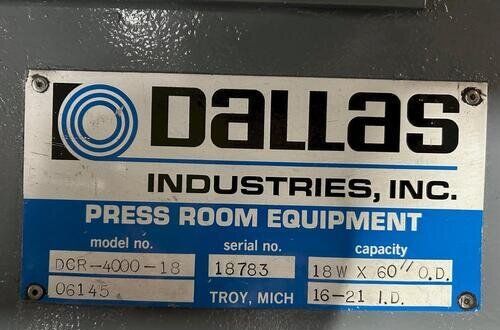 Dallas
INDUSTRIES, INC.
PRESS ROOM EQUIPMENT
model no. serial no. capacity
DCR-4000-18 18783 18W X 60" O.D.
06145 TROY, MICH 16-21 I.D.